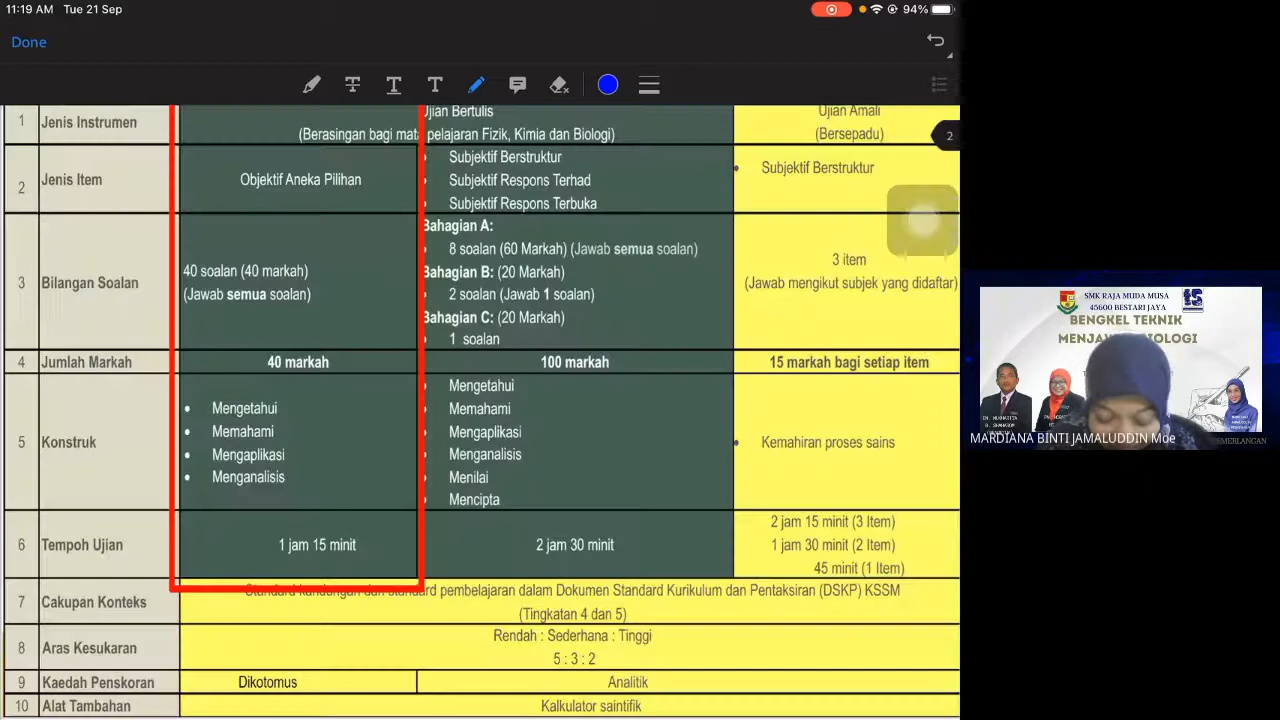 11:19 AM Tue 21 Sep
94%
Done
2
1 Jenis Instrumen
Ujian Bertulis
(Berasingan bagi mata pelajaran Fizik, Kimia dan Biologi)
Ujian Amali
(Bersepadu)
2 Jenis Item
Objektif Aneka Pilihan
Subjektif Berstruktur
Subjektif Respons Terhad
Subjektif Respons Terbuka
Subjektif Berstruktur
3 Bilangan Soalan
40 soalan (40 markah)
(Jawab semua soalan)
Bahagian A:
8 soalan (60 Markah) (Jawab semua soalan)
Bahagian B: (20 Markah)
2 soalan (Jawab 1 soalan)
Bahagian C: (20 Markah)
1 soalan
3 item
(Jawab mengikut subjek yang didaftar)
4 Jumlah Markah
40 markah
100 markah
15 markah bagi setiap item
5 Konstruk
Mengetahui
Memahami
Mengaplikasi
Menganalisis
Mengetahui
Memahami
Mengaplikasi
Menganalisis
Menilai
Mencipta
Kemahiran proses sains
6 Tempoh Ujian
1 jam 15 minit
2 jam 30 minit
2 jam 15 minit (3 Item)
1 jam 30 minit (2 Item)
45 minit (1 Item)
7 Cakupan Konteks
Standard kandungan dan standard pembelajaran dalam Dokumen Standard Kurikulum dan Pentaksiran (DSKP) KSSM
(Tingkatan 4 dan 5)
8 Aras Kesukaran
Rendah : Sederhana : Tinggi
5 : 3 : 2
9 Kaedah Penskoran
Dikotomus
Analitik
10 Alat Tambahan
Kalkulator saintifik
SMK RAJA MUDA MUSA
45600 BESTARI JAYA
BENGKEL TEKNIK
MARDIANA BINTI JAMALUDDIN Moe